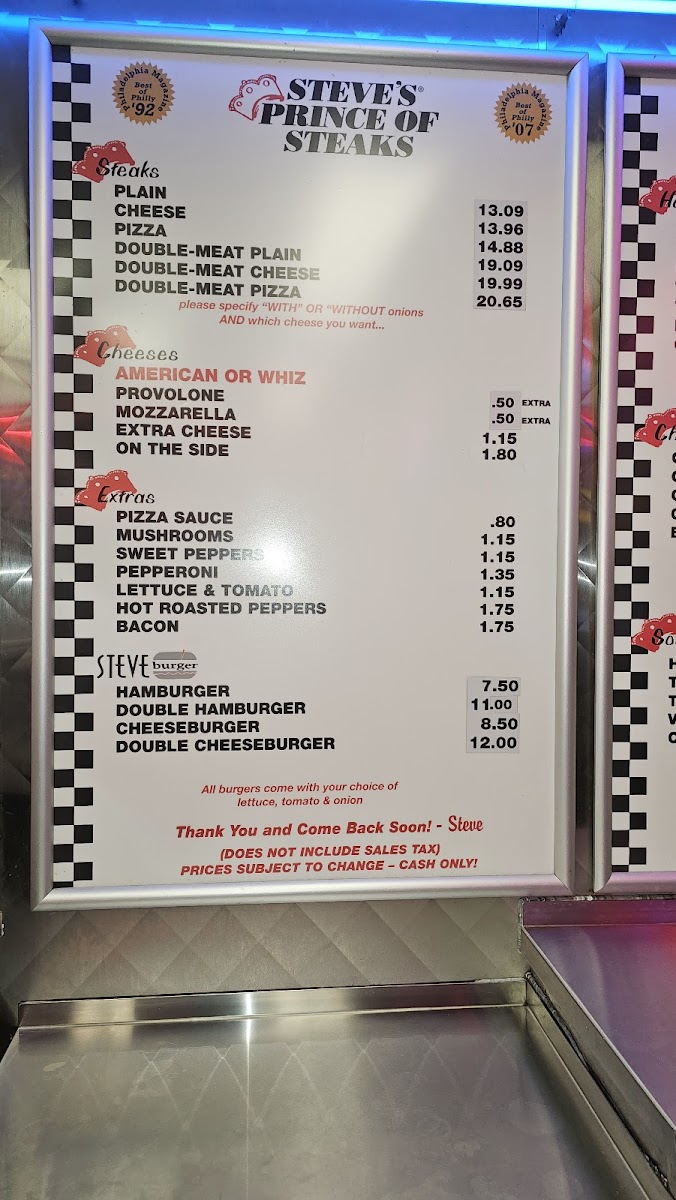 Philadelphia Magazine
Best
of
Philly
'92
STEVE'S®
PRINCE OF
STEAKS
Philadelphia Magazine
Best
of
Philly
'07
Steaks
PLAIN 13.09
CHEESE 13.96
PIZZA 14.88
DOUBLE-MEAT PLAIN 19.09
DOUBLE-MEAT CHEESE 19.99
DOUBLE-MEAT PIZZA 20.65
please specify "WITH" OR "WITHOUT onions
AND which cheese you want...
Cheeses
AMERICAN OR WHIZ
PROVOLONE .50 EXTRA
MOZZARELLA .50 EXTRA
EXTRA CHEESE 1.15
ON THE SIDE 1.80
Extras
PIZZA SAUCE .80
MUSHROOMS 1.15
SWEET PEPPERS 1.15
PEPPERONI 1.35
LETTUCE & TOMATO 1.15
HOT ROASTED PEPPERS 1.75
BACON 1.75
STEVE burger
HAMBURGER 7.50
DOUBLE HAMBURGER 11.00
CHEESEBURGER 8.50
DOUBLE CHEESEBURGER 12.00
All burgers come with your choice of
lettuce, tomato & onion
Thank You and Come Back Soon! - Steve
(DOES NOT INCLUDE SALES TAX)
PRICES SUBJECT TO CHANGE – CASH ONLY!